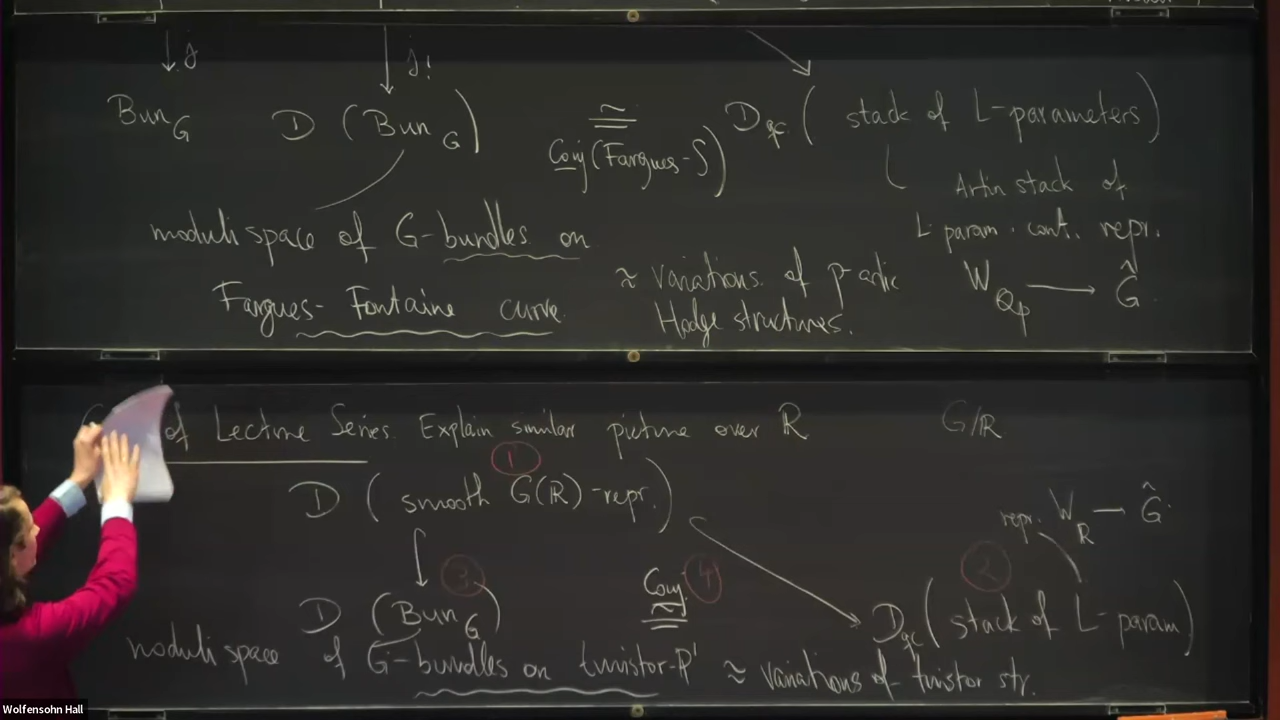 ↓ j ↓ j!
Bun_G D (Bun_G) ≅ D_qc ( stack of L-parameters)
Conj (Fargues-S) Artin stack of
L param. cont. repr.
moduli space of G-bundles on
≈ variations of p-adic W_Qp → Ĝ
Fargues-Fontaine curve Hodge structures.
of Lecture Series. Explain similar picture over R G/R
①
D ( smooth G(R)-repr.) repr. W_R → Ĝ
③ Conj. ④ ②
D (Bun_G) ≅ D_qc ( stack of L-param)
moduli space of G-bundles on twistor-P¹ ≈ variations of twistor str.
Wolfensohn Hall